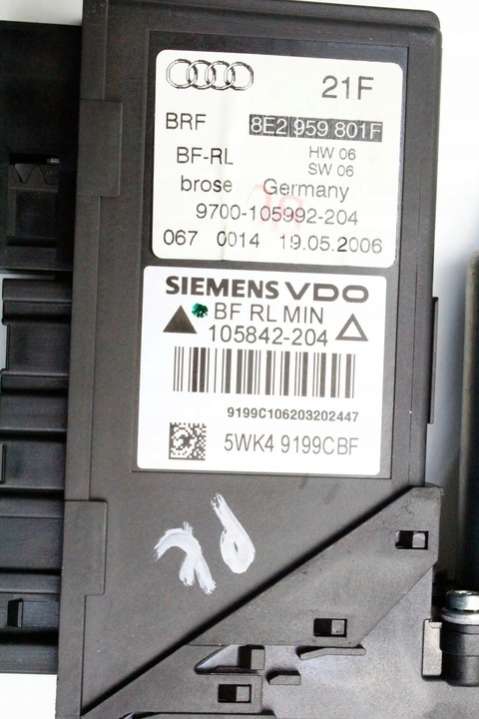 21F
BRF 8E2 959 801F
BF-RL HW 06
SW 06
brose Germany
9700-105992-204
067 0014 19.05.2006
SIEMENS VDO
BF RL MIN
105842-204
9199C106203202447
5WK4 9199CBF